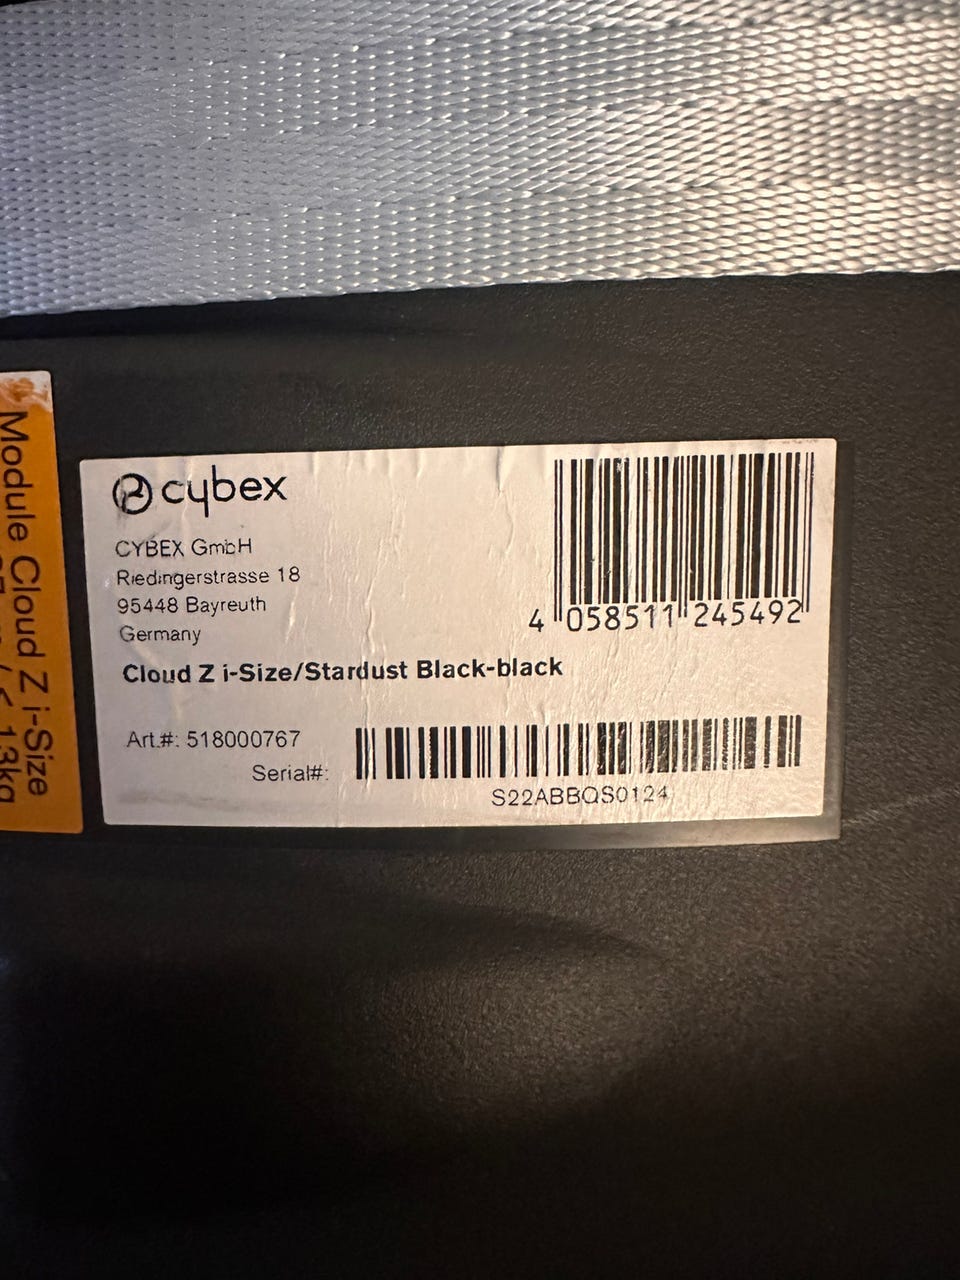 cybex
CYBEX GmbH
Riedingerstrasse 18
95448 Bayreuth
Germany
4 058511 245492
Cloud Z i-Size/Stardust Black-black
Art.#: 518000767
Serial#:
S22ABBQS0124
Module Cloud Z i-Size
13kg